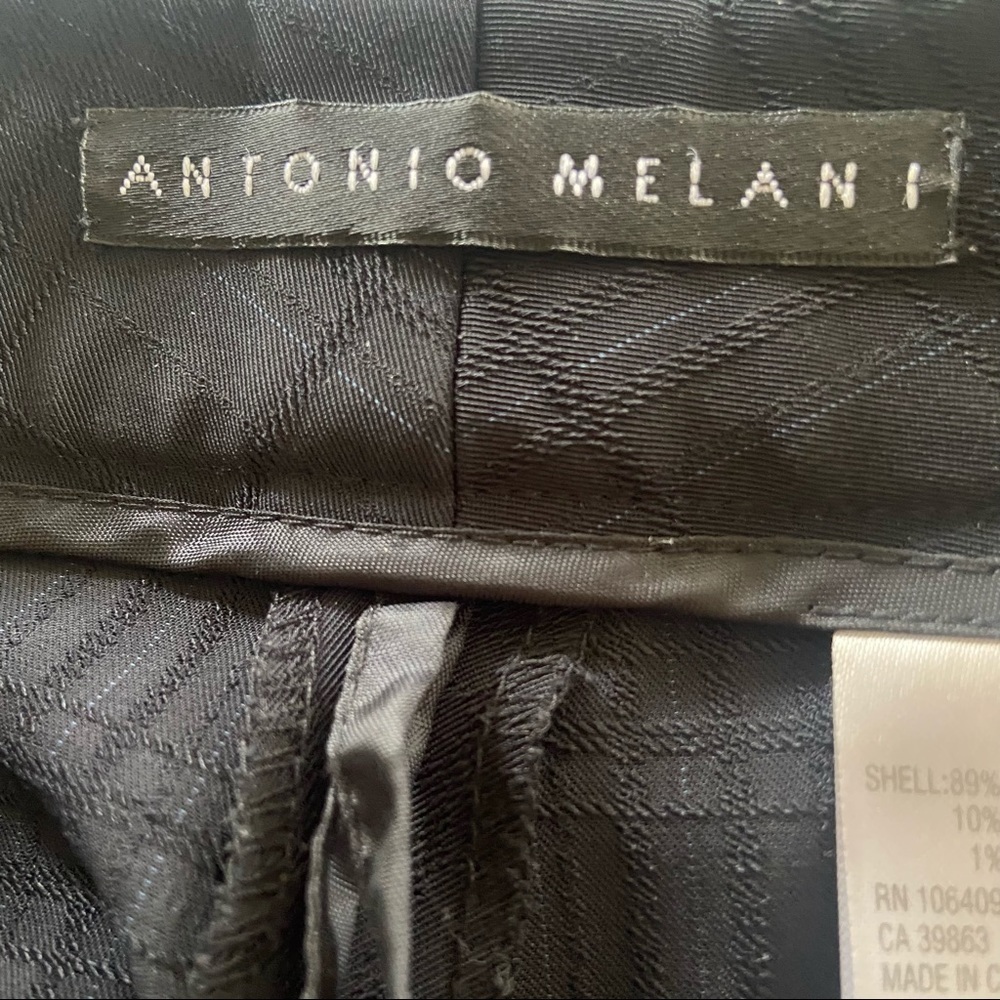 ANTONIO MELANI
SHELL:89%
10%
1%
RN 106409
CA 39863
MADE IN C